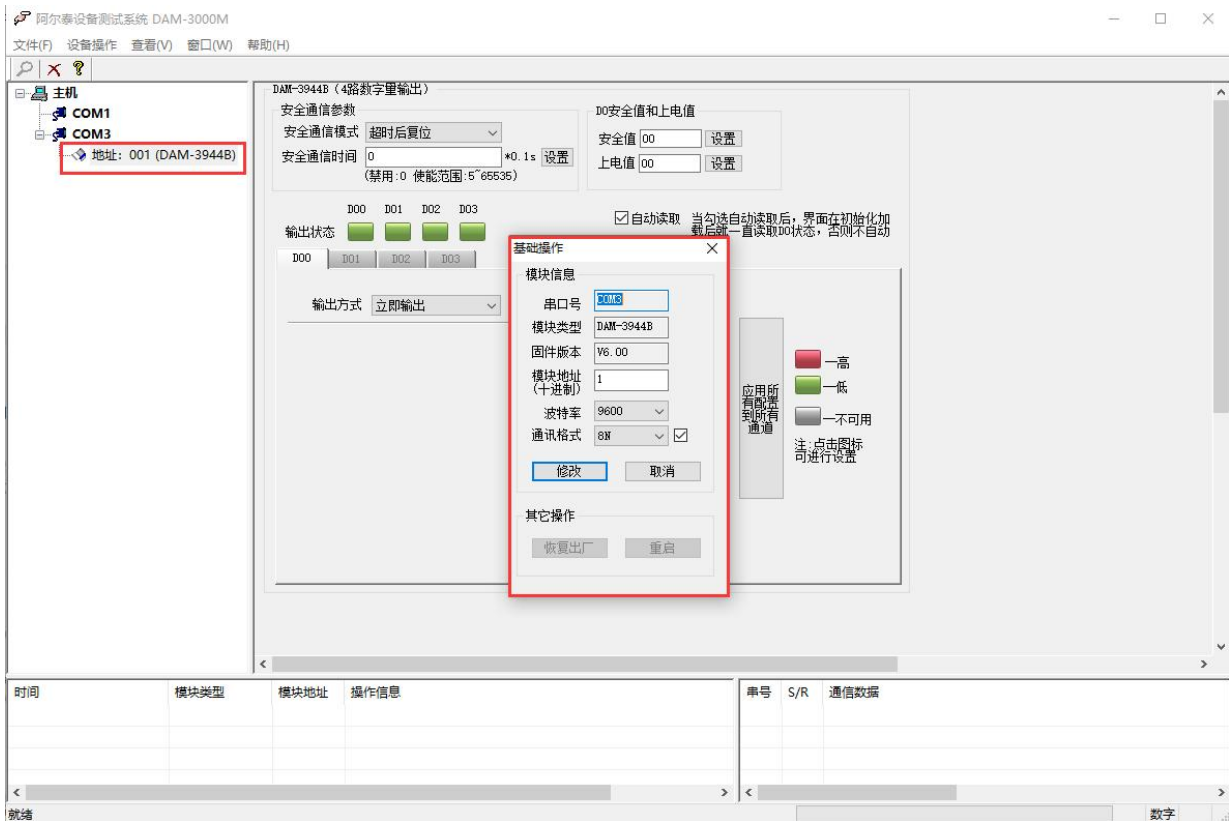 阿尔泰设备测试系统 DAM-3000M
文件(F) 设备操作 查看(V) 窗口(W) 帮助(H)
主机
COM1
COM3
地址：001 (DAM-3944B)
DAM-3944B（4路数字量输出）
安全通信参数
安全通信模式 超时后复位
安全通信时间 0 *0.1s 设置
(禁用:0 使能范围:5~65535)
DO安全值和上电值
安全值 00 设置
上电值 00 设置
DO0 DO1 DO2 DO3
输出状态
自动读取 当勾选自动读取后，界面在初始化加
载后就一直读取DO状态，否则不自动
DO0 DO1 DO2 DO3
输出方式 立即输出
基础操作
模块信息
串口号 COM3
模块类型 DAM-3944B
固件版本 V6.00
模块地址
(十进制) 1
波特率 9600
通讯格式 8N
修改 取消
其它操作
恢复出厂 重启
应用所
有配置
到所有
通道
—高
—低
—不可用
注:点击图标
可进行设置
时间 模块类型 模块地址 操作信息
串号 S/R 通信数据
就绪
数字